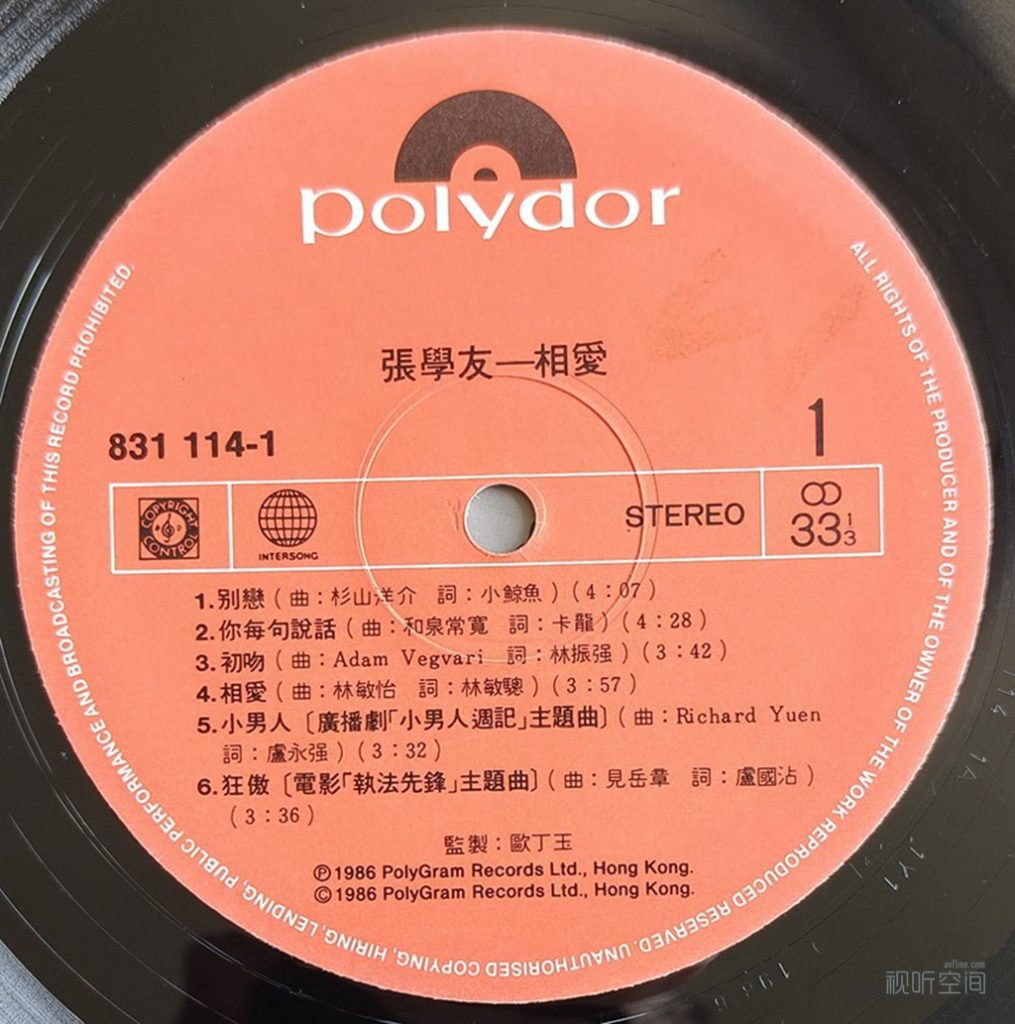 polydor
張學友—相愛
831 114-1
1
COPYRIGHT CONTROL
INTERSONG
STEREO
33 1/3
1.別戀(曲:杉山洋介 詞:小鯨魚)(4:07)
2.你每句說話(曲:和泉常寬 詞:卡龍)(4:28)
3.初吻(曲:Adam Vegvari 詞:林振强)(3:42)
4.相愛(曲:林敏怡 詞:林敏驄)(3:57)
5.小男人〔廣播劇「小男人週記」主題曲〕(曲:Richard Yuen
詞:盧永强)(3:32)
6.狂傲〔電影「執法先鋒」主題曲〕(曲:見岳章 詞:盧國沾)
(3:36)
監製:歐丁玉
Ⓟ1986 PolyGram Records Ltd., Hong Kong.
©1986 PolyGram Records Ltd., Hong Kong.
ALL RIGHTS OF THE PRODUCER AND OF THE OWNER OF THE WORK REPRODUCED RESERVED. UNAUTHORISED COPYING, HIRING, LENDING, PUBLIC PERFORMANCE AND BROADCASTING OF THIS RECORD PROHIBITED.
avfline.com
视听空间